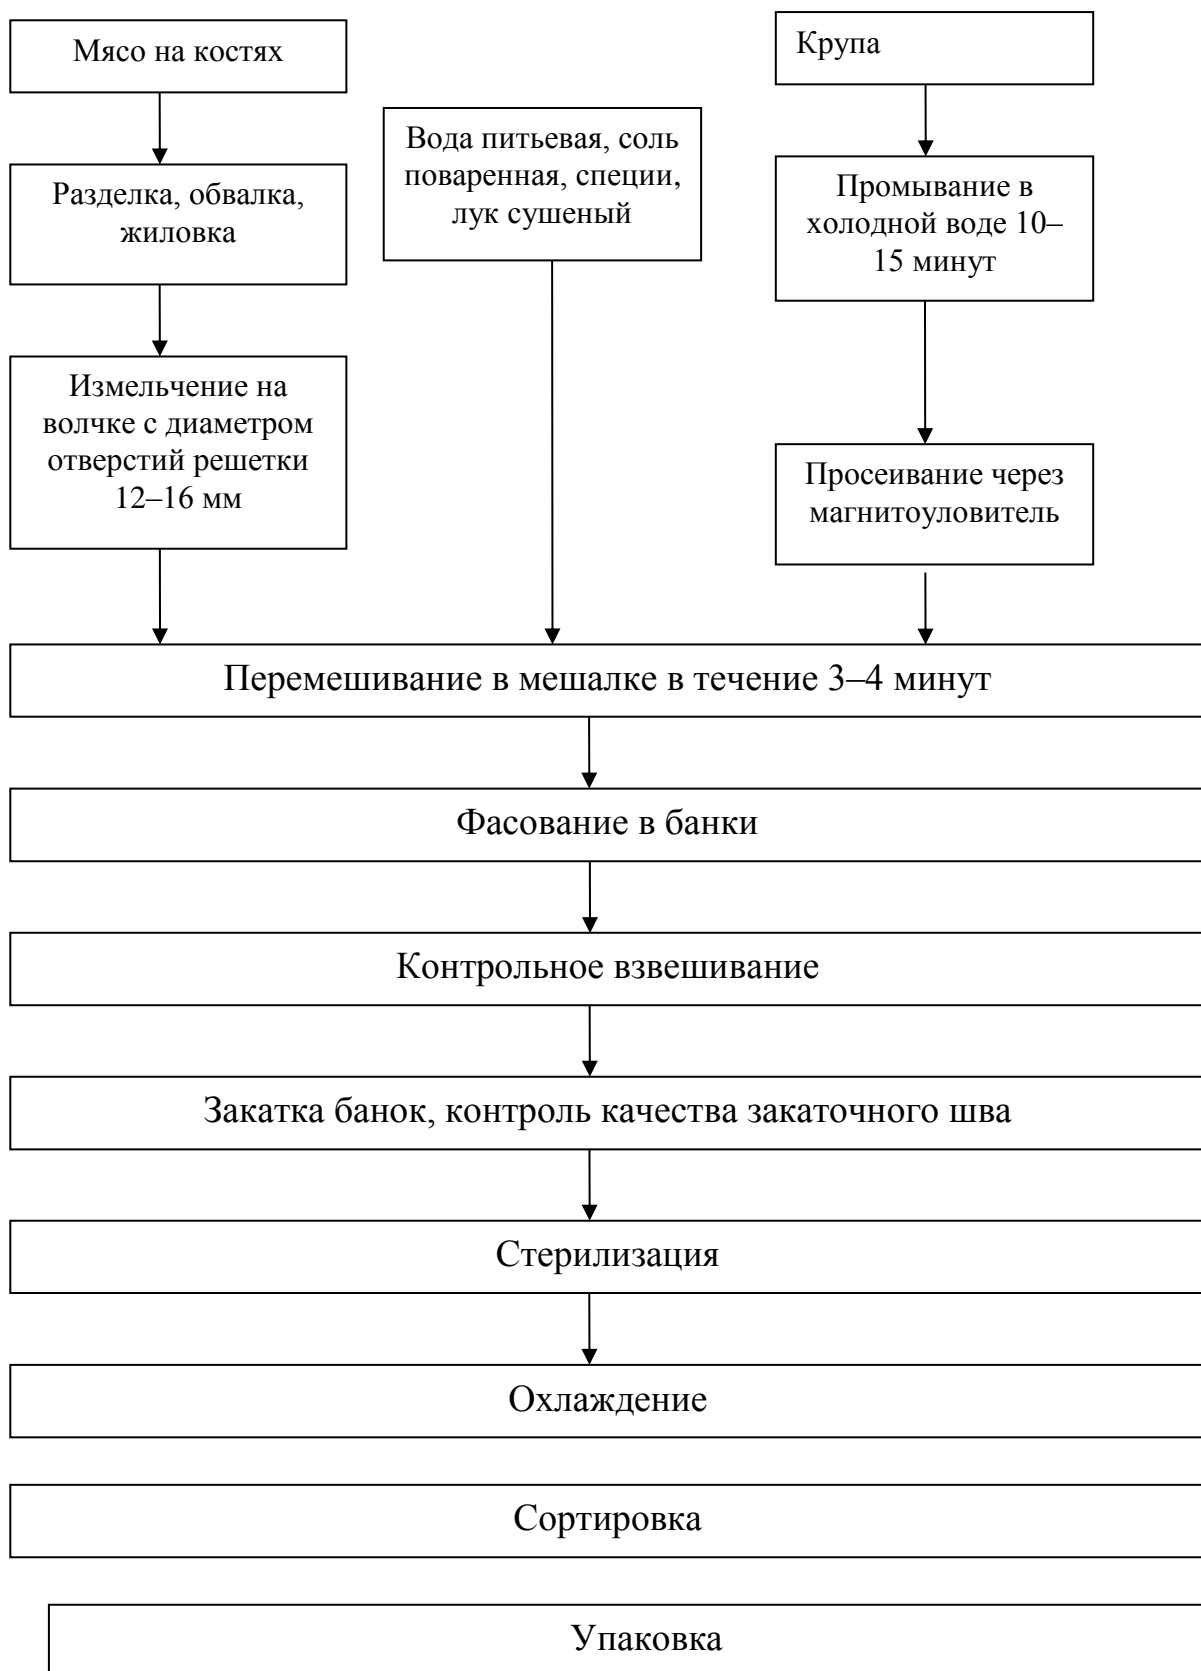 Мясо на костях
Крупа
Вода питьевая, соль
поваренная, специи,
лук сушеный
Разделка, обвалка,
жиловка
Промывание в
холодной воде 10–
15 минут
Измельчение на
волчке с диаметром
отверстий решетки
12–16 мм
Просеивание через
магнитоуловитель
Перемешивание в мешалке в течение 3–4 минут
Фасование в банки
Контрольное взвешивание
Закатка банок, контроль качества закаточного шва
Стерилизация
Охлаждение
Сортировка
Упаковка